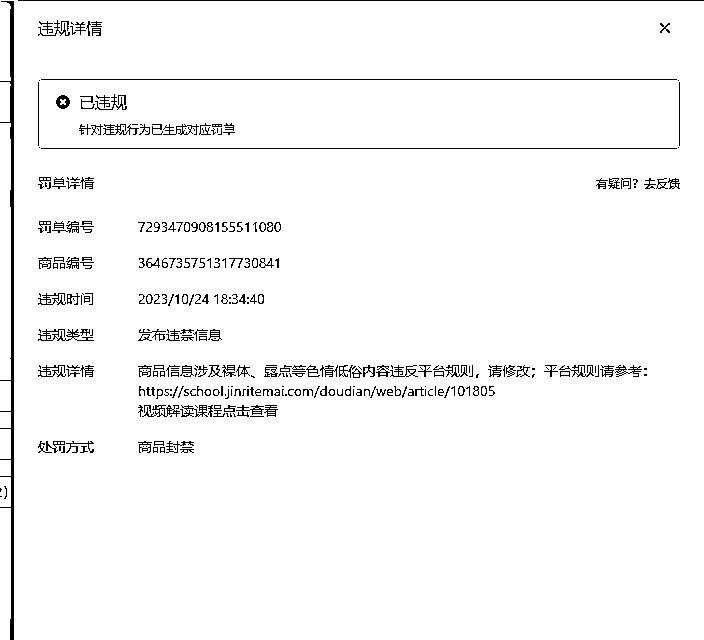 违规详情
已违规
针对违规行为已生成对应罚单
罚单详情 有疑问？去反馈
罚单编号 7293470908155511080
商品编号 3646735751317730841
违规时间 2023/10/24 18:34:40
违规类型 发布违禁信息
违规详情 商品信息涉及裸体、露点等色情低俗内容违反平台规则，请修改；平台规则请参考：
https://school.jinritemai.com/doudian/web/article/101805
视频解读课程点击查看
处罚方式 商品封禁
2)